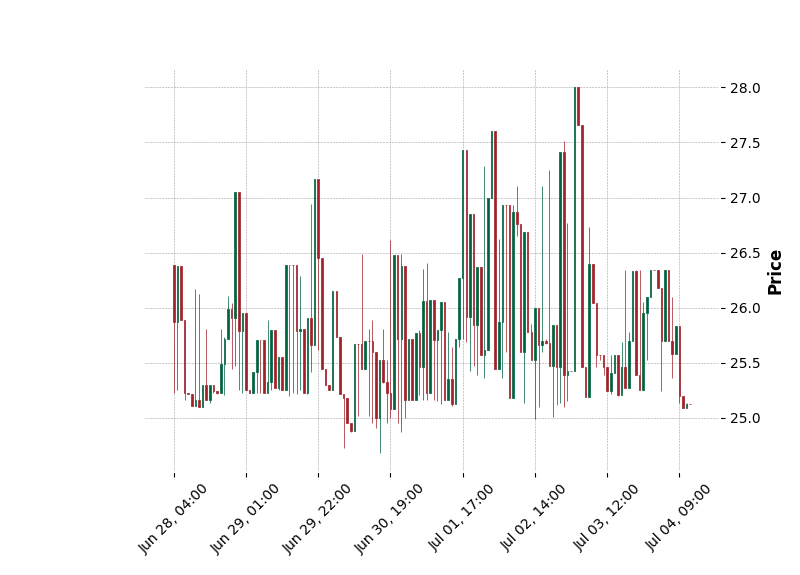 28.0
27.5
27.0
26.5
26.0
25.5
25.0
Price
Jun 28, 04:00
Jun 29, 01:00
Jun 29, 22:00
Jun 30, 19:00
Jul 01, 17:00
Jul 02, 14:00
Jul 03, 12:00
Jul 04, 09:00